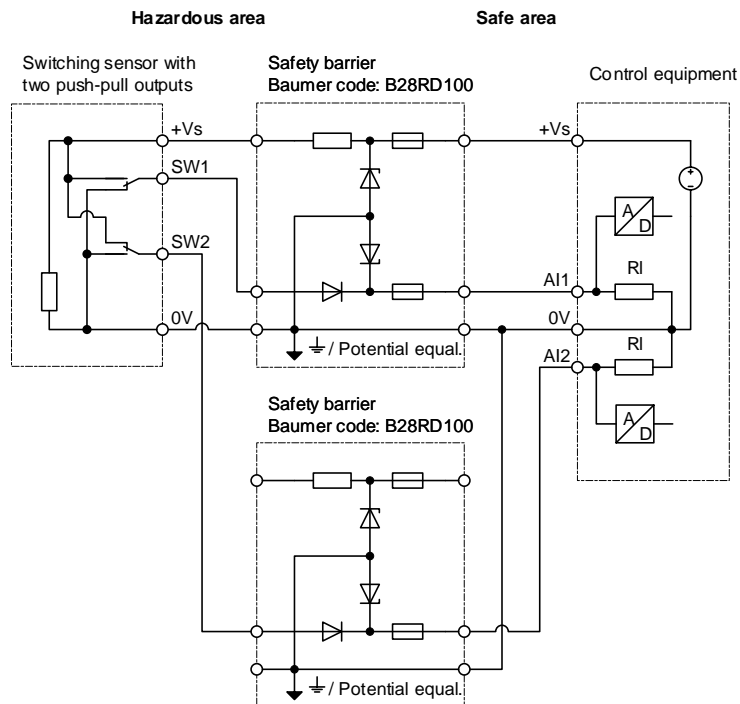 Hazardous area
Safe area
Switching sensor with
two push-pull outputs
Safety barrier
Baumer code: B28RD100
Control equipment
+Vs
+Vs
SW1
SW2
A
D
AI1
RI
0V
0V
RI
AI2
/ Potential equal.
Safety barrier
Baumer code: B28RD100
A
D
/ Potential equal.